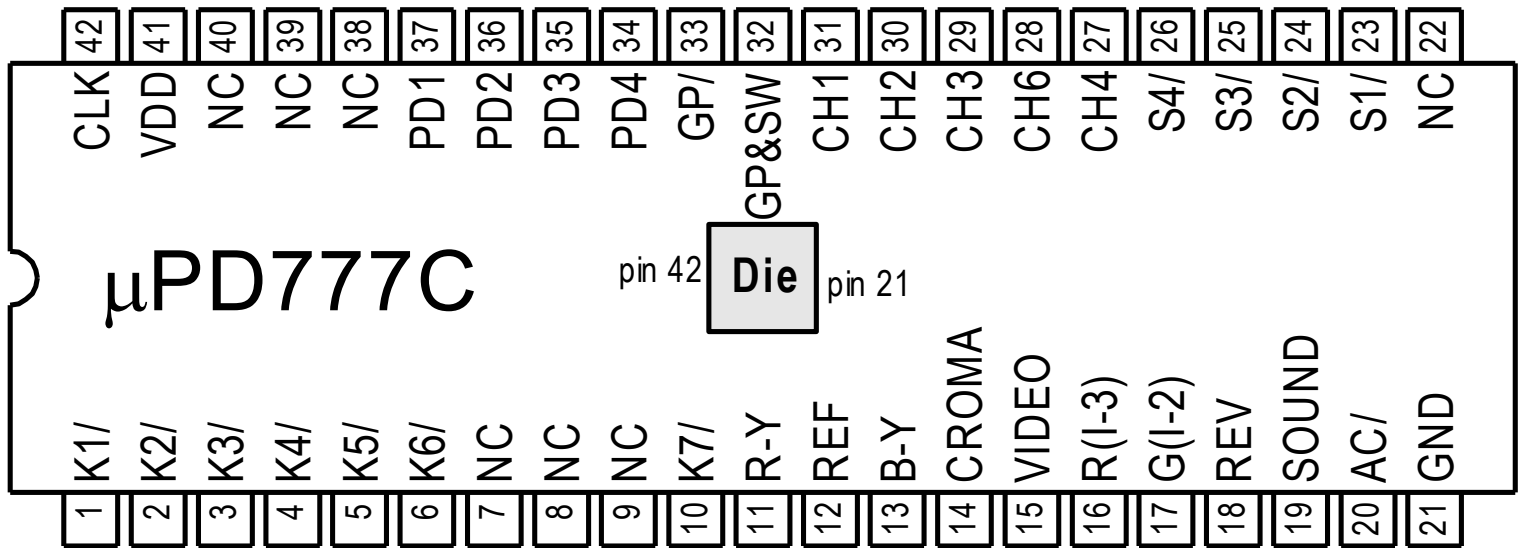 42 41 40 39 38 37 36 35 34 33 32 31 30 29 28 27 26 25 24 23 22
CLK VDD NC NC NC PD1 PD2 PD3 PD4 GP/ GP&SW CH1 CH2 CH3 CH6 CH4 S4/ S3/ S2/ S1/ NC
µPD777C
pin 42 Die pin 21
K1/ K2/ K3/ K4/ K5/ K6/ NC NC NC K7/ R-Y REF B-Y CROMA VIDEO R(I-3) G(I-2) REV SOUND AC/ GND
1 2 3 4 5 6 7 8 9 10 11 12 13 14 15 16 17 18 19 20 21